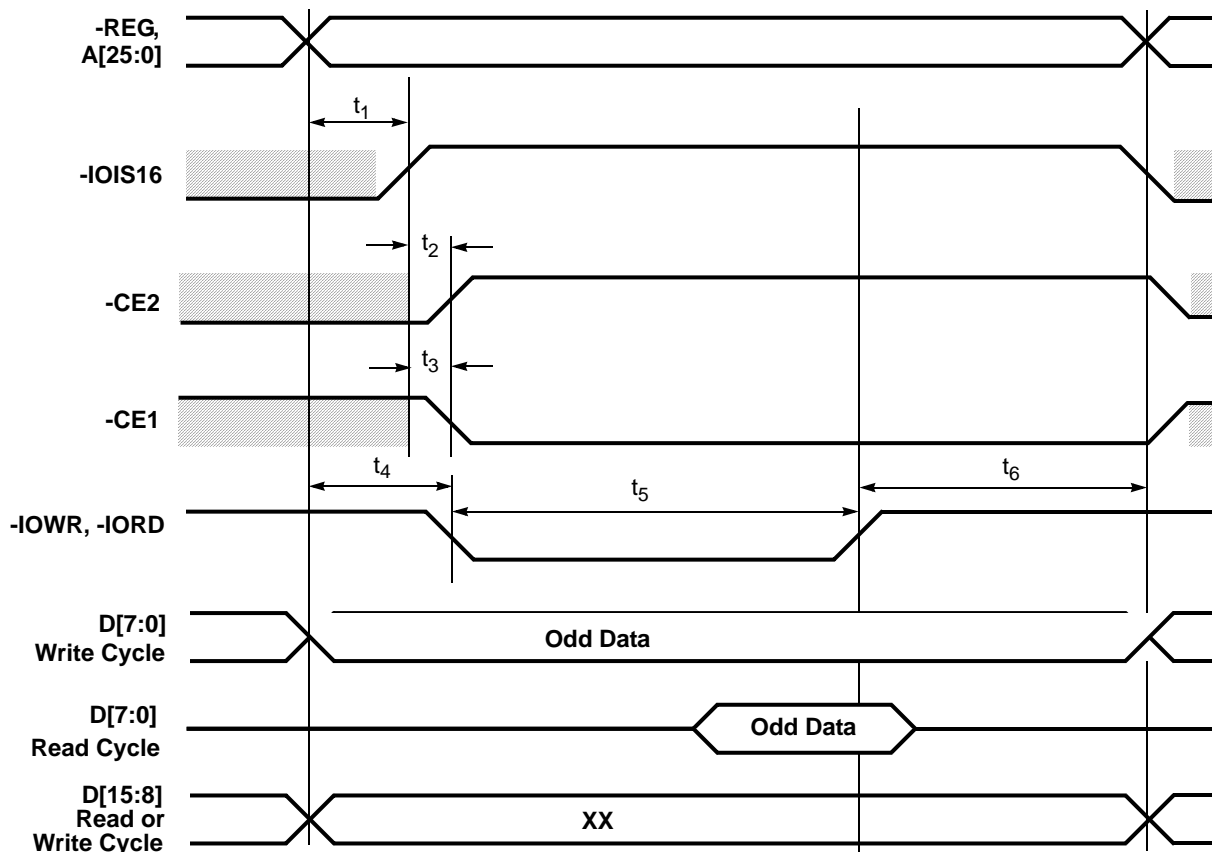 -REG,
A[25:0]
t1
-IOIS16
t2
-CE2
t3
-CE1
t4
t5
t6
-IOWR, -IORD
D[7:0]
Write Cycle
Odd Data
D[7:0]
Read Cycle
Odd Data
D[15:8]
Read or
Write Cycle
XX